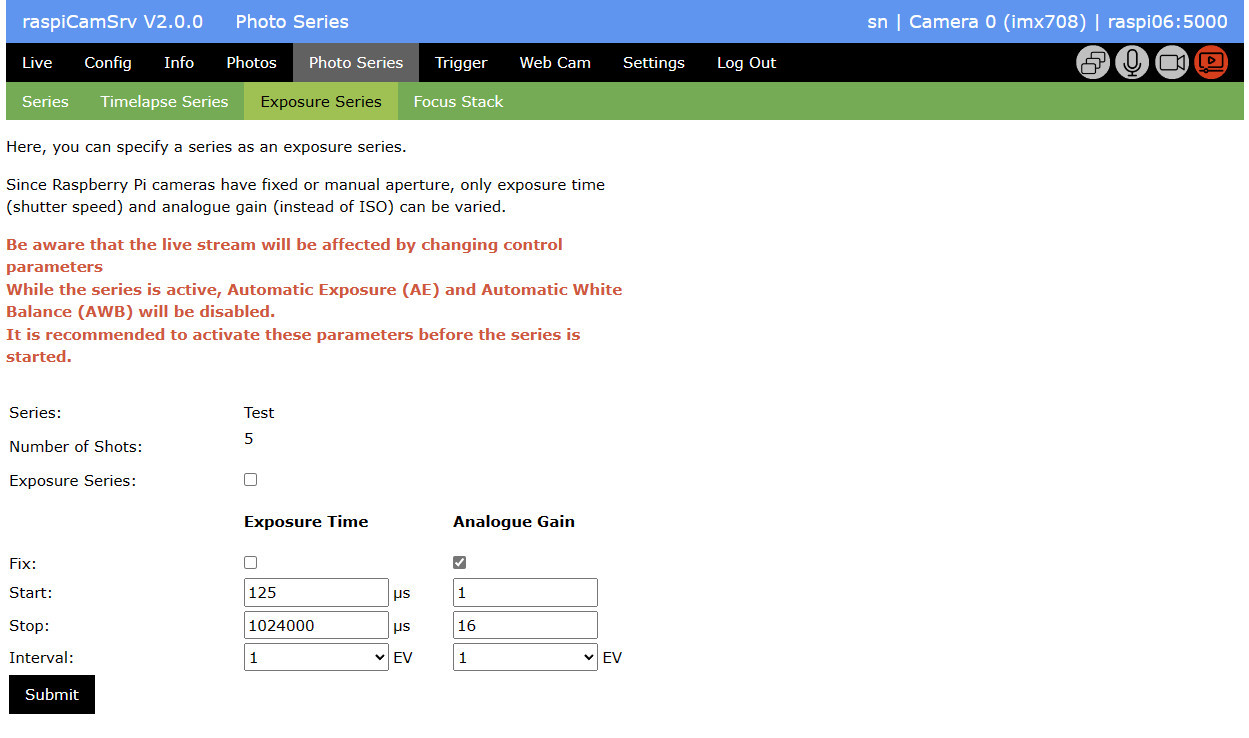 raspiCamSrv V2.0.0 Photo Series sn | Camera 0 (imx708) | raspi06:5000
Live Config Info Photos Photo Series Trigger Web Cam Settings Log Out
Series Timelapse Series Exposure Series Focus Stack
Here, you can specify a series as an exposure series.
Since Raspberry Pi cameras have fixed or manual aperture, only exposure time
(shutter speed) and analogue gain (instead of ISO) can be varied.
Be aware that the live stream will be affected by changing control
parameters
While the series is active, Automatic Exposure (AE) and Automatic White
Balance (AWB) will be disabled.
It is recommended to activate these parameters before the series is
started.
Series: Test
Number of Shots: 5
Exposure Series:
Exposure Time Analogue Gain
Fix:
Start: 125 µs 1
Stop: 1024000 µs 16
Interval: 1 EV 1 EV
Submit